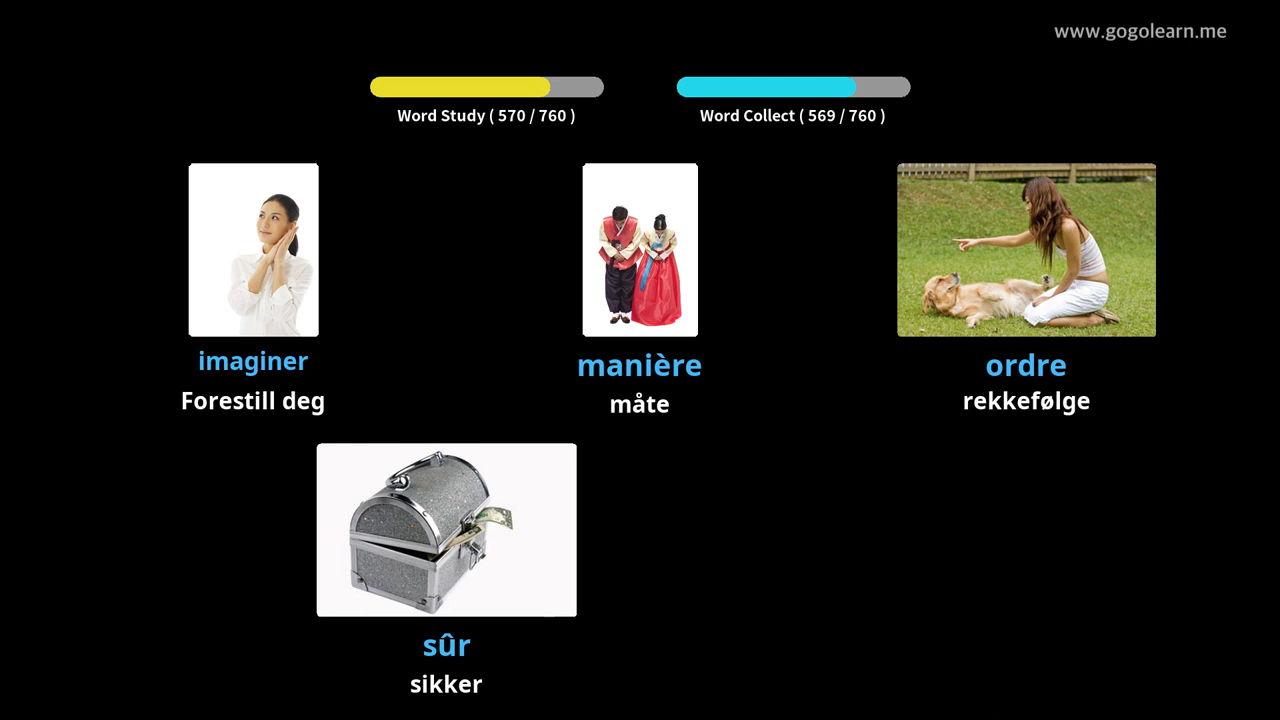 www.gogolearn.me
Word Study ( 570 / 760 )
Word Collect ( 569 / 760 )
imaginer
Forestill deg
manière
måte
ordre
rekkefølge
sûr
sikker